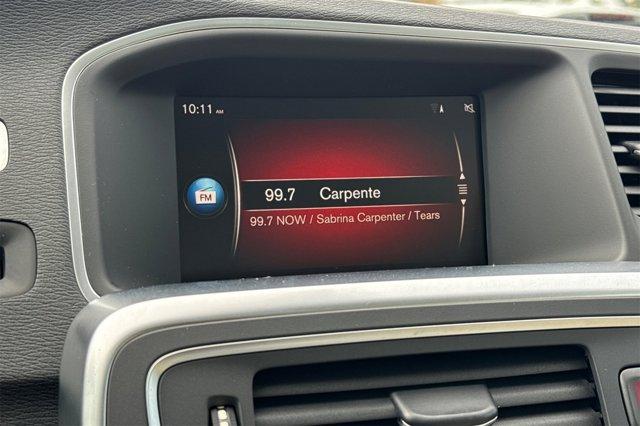 10:11 AM
FM
99.7 Carpente
99.7 NOW / Sabrina Carpenter / Tears